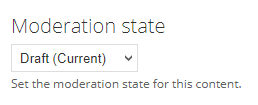 Moderation state
Draft (Current)
Set the moderation state for this content.